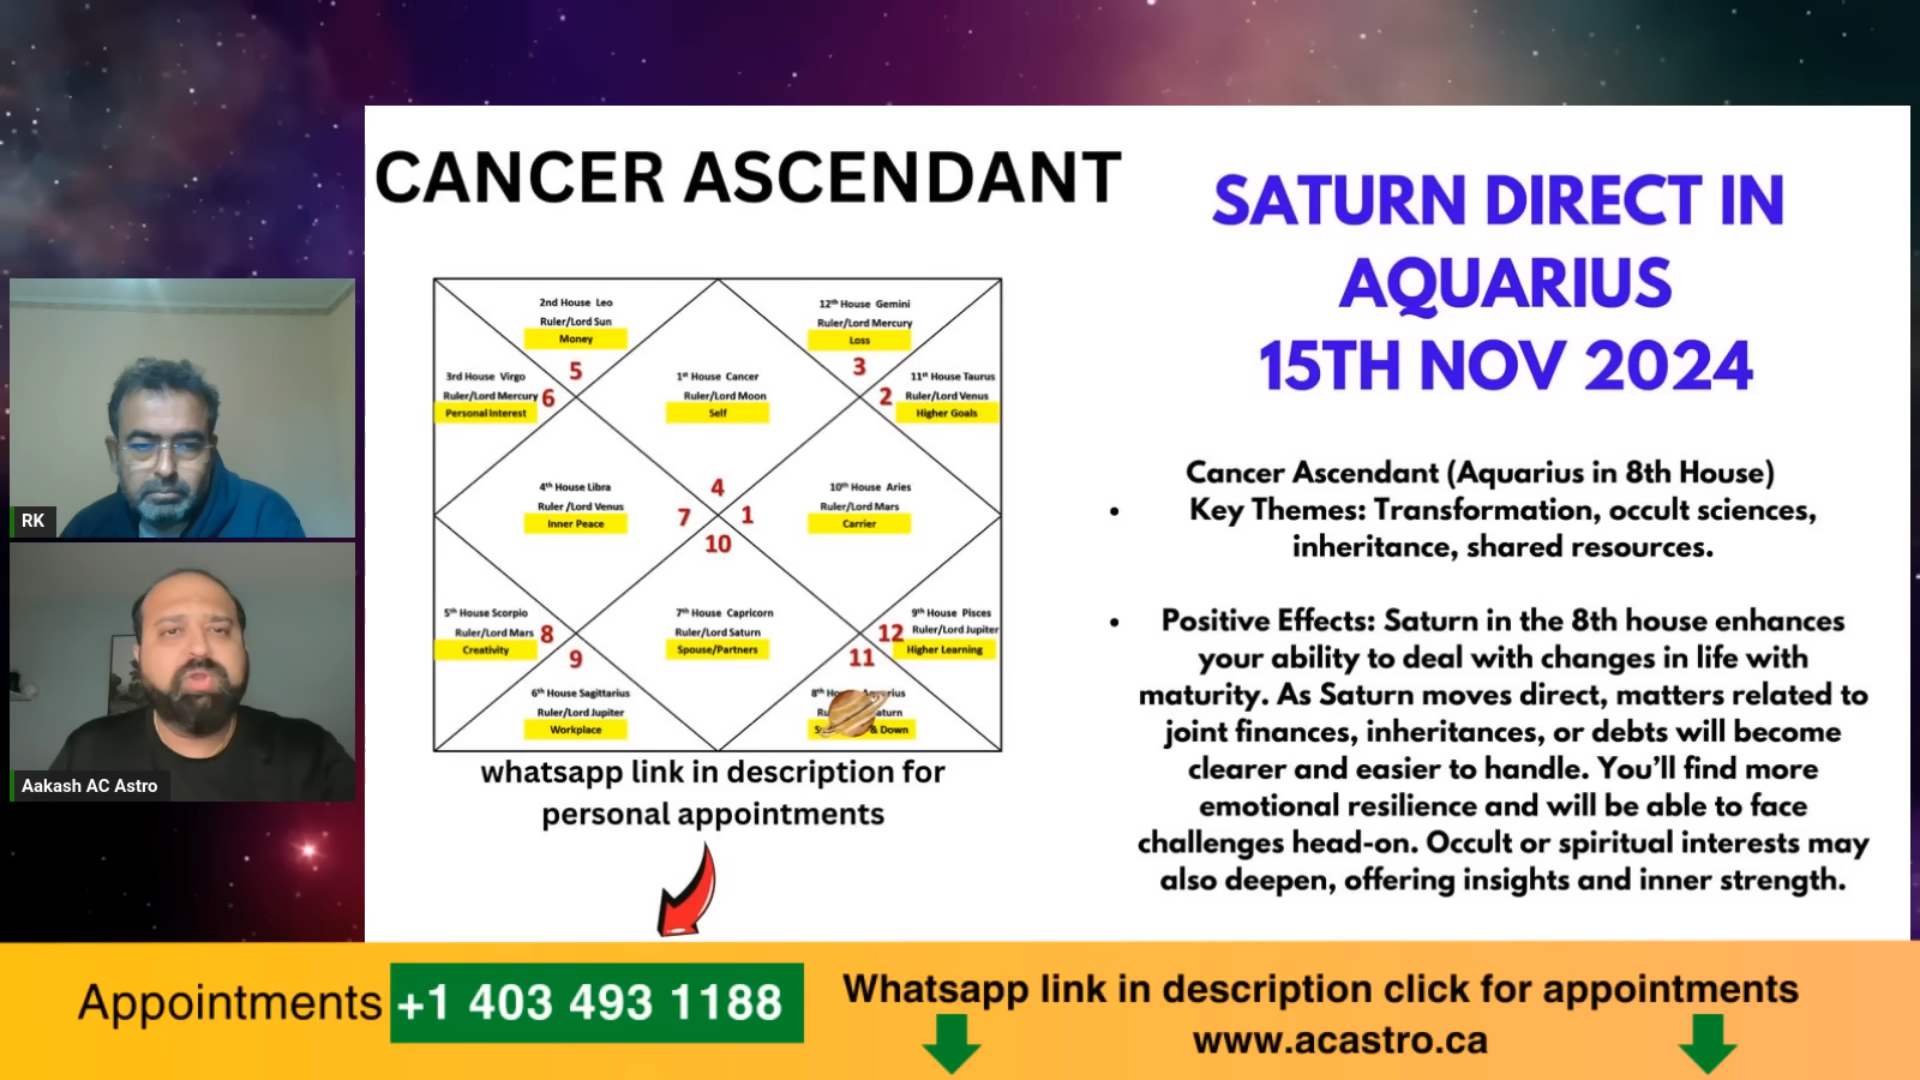 CANCER ASCENDANT
SATURN DIRECT IN
AQUARIUS
15TH NOV 2024
2nd House Leo
Ruler/Lord Sun
Money
5
12th House Gemini
Ruler/Lord Mercury
Loss
3
3rd House Virgo
Ruler/Lord Mercury
6
Personal Interest
1st House Cancer
Ruler/Lord Moon
Self
11st House Taurus
2
Ruler/Lord Venus
Higher Goals
4th House Libra
Ruler /Lord Venus
Inner Peace
4
7
1
10
10th House Aries
Ruler/Lord Mars
Carrier
5th House Scorpio
Ruler/Lord Mars
8
Creativity
9
7th House Capricorn
Ruler/Lord Saturn
Spouse/Partners
9th House Pisces
12
Ruler/Lord Jupiter
Higher Learning
11
6th House Sagittarius
Ruler/Lord Jupiter
Workplace
8th
& Down
whatsapp link in description for
personal appointments
Cancer Ascendant (Aquarius in 8th House)
• Key Themes: Transformation, occult sciences,
inheritance, shared resources.
• Positive Effects: Saturn in the 8th house enhances
your ability to deal with changes in life with
maturity. As Saturn moves direct, matters related to
joint finances, inheritances, or debts will become
clearer and easier to handle. You’ll find more
emotional resilience and will be able to face
challenges head-on. Occult or spiritual interests may
also deepen, offering insights and inner strength.
RK
Aakash AC Astro
Appointments +1 403 493 1188
Whatsapp link in description click for appointments
www.acastro.ca